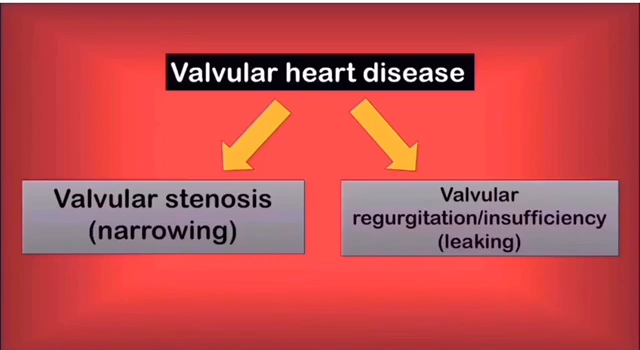 Valvular heart disease
Valvular stenosis
(narrowing)
Valvular
regurgitation/insufficiency
(leaking)